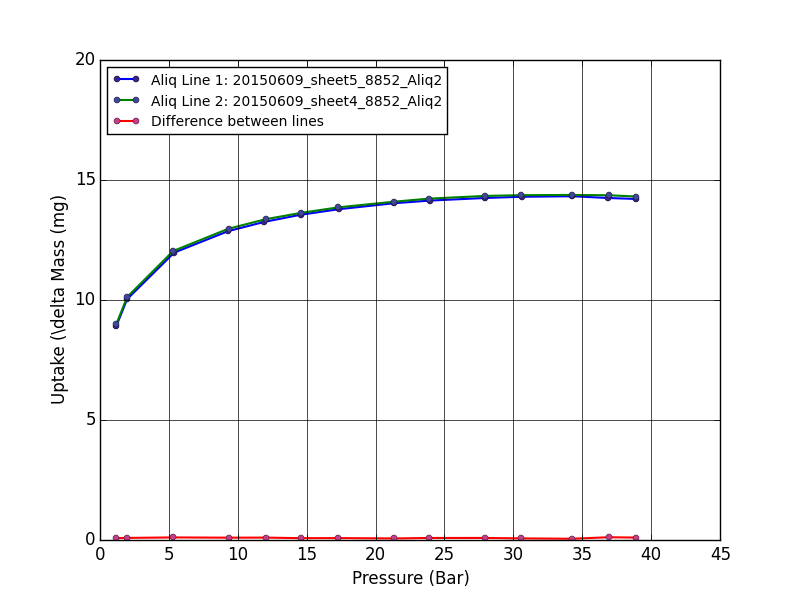 Aliq Line 1: 20150609_sheet5_8852_Aliq2
Aliq Line 2: 20150609_sheet4_8852_Aliq2
Difference between lines
Uptake (\delta Mass (mg)
20
15
10
5
0
0 5 10 15 20 25 30 35 40 45
Pressure (Bar)